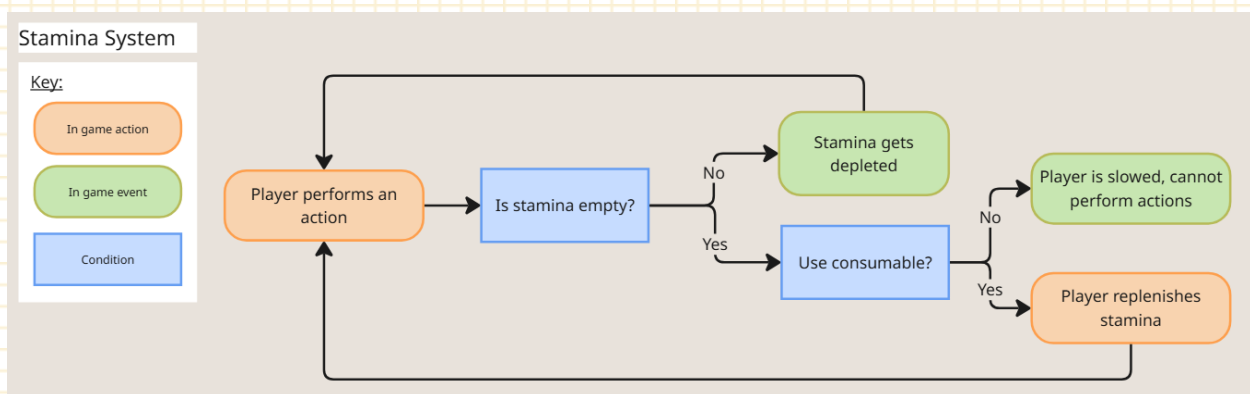 Stamina System
Key:
In game action
In game event
Condition
Player performs an
action
Is stamina empty?
No
Yes
Stamina gets
depleted
Use consumable?
No
Yes
Player is slowed, cannot
perform actions
Player replenishes
stamina